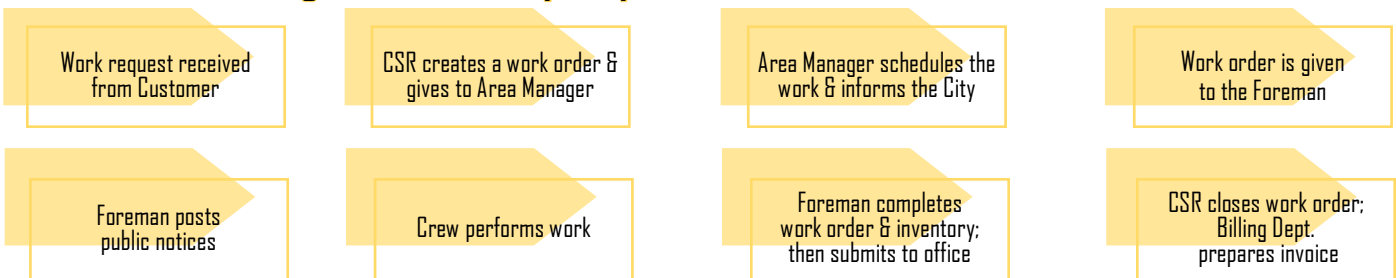 Work request received
from Customer
CSR creates a work order &
gives to Area Manager
Area Manager schedules the
work & informs the City
Work order is given
to the Foreman
Foreman posts
public notices
Crew performs work
Foreman completes
work order & inventory;
then submits to office
CSR closes work order;
Billing Dept.
prepares invoice